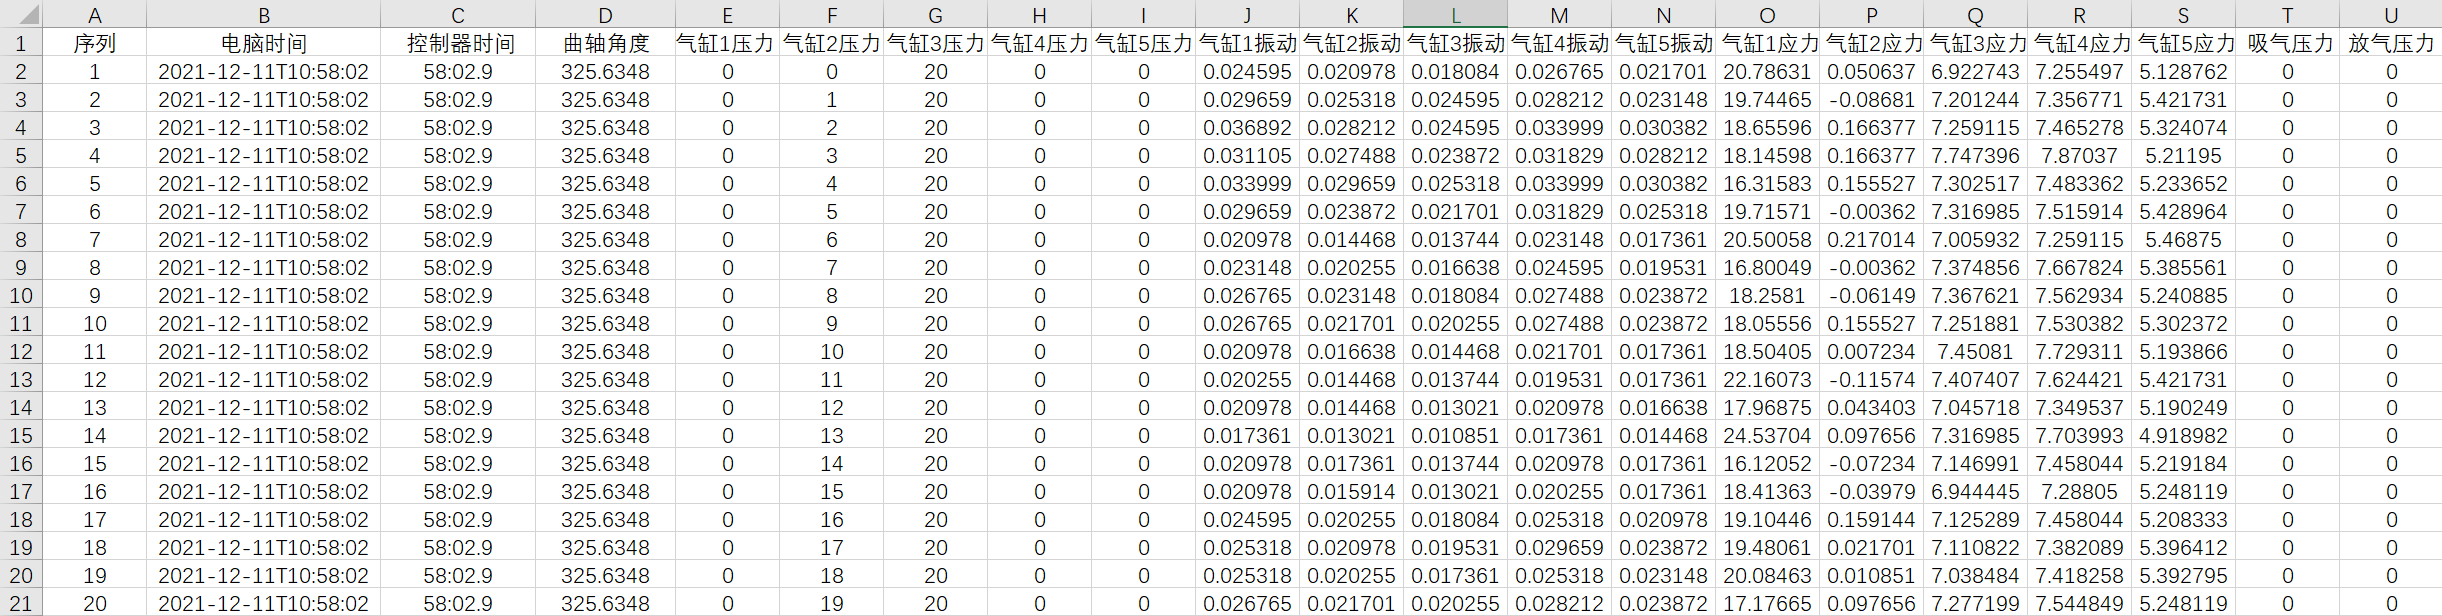 A B C D E F G H I J K L M N O P Q R S T U
1 序列 电脑时间 控制器时间 曲轴角度 气缸1压力 气缸2压力 气缸3压力 气缸4压力 气缸5压力 气缸1振动 气缸2振动 气缸3振动 气缸4振动 气缸5振动 气缸1应力 气缸2应力 气缸3应力 气缸4应力 气缸5应力 吸气压力 放气压力
2 1 2021-12-11T10:58:02 58:02.9 325.6348 0 0 20 0 0 0.024595 0.020978 0.018084 0.026765 0.021701 20.78631 0.050637 6.922743 7.255497 5.128762 0 0
3 2 2021-12-11T10:58:02 58:02.9 325.6348 0 1 20 0 0 0.029659 0.025318 0.024595 0.028212 0.023148 19.74465 -0.08681 7.201244 7.356771 5.421731 0 0
4 3 2021-12-11T10:58:02 58:02.9 325.6348 0 2 20 0 0 0.036892 0.028212 0.024595 0.033999 0.030382 18.65596 0.166377 7.259115 7.465278 5.324074 0 0
5 4 2021-12-11T10:58:02 58:02.9 325.6348 0 3 20 0 0 0.031105 0.027488 0.023872 0.031829 0.028212 18.14598 0.166377 7.747396 7.87037 5.21195 0 0
6 5 2021-12-11T10:58:02 58:02.9 325.6348 0 4 20 0 0 0.033999 0.029659 0.025318 0.033999 0.030382 16.31583 0.155527 7.302517 7.483362 5.233652 0 0
7 6 2021-12-11T10:58:02 58:02.9 325.6348 0 5 20 0 0 0.029659 0.023872 0.021701 0.031829 0.025318 19.71571 -0.00362 7.316985 7.515914 5.428964 0 0
8 7 2021-12-11T10:58:02 58:02.9 325.6348 0 6 20 0 0 0.020978 0.014468 0.013744 0.023148 0.017361 20.50058 0.217014 7.005932 7.259115 5.46875 0 0
9 8 2021-12-11T10:58:02 58:02.9 325.6348 0 7 20 0 0 0.023148 0.020255 0.016638 0.024595 0.019531 16.80049 -0.00362 7.374856 7.667824 5.385561 0 0
10 9 2021-12-11T10:58:02 58:02.9 325.6348 0 8 20 0 0 0.026765 0.023148 0.018084 0.027488 0.023872 18.2581 -0.06149 7.367621 7.562934 5.240885 0 0
11 10 2021-12-11T10:58:02 58:02.9 325.6348 0 9 20 0 0 0.026765 0.021701 0.020255 0.027488 0.023872 18.05556 0.155527 7.251881 7.530382 5.302372 0 0
12 11 2021-12-11T10:58:02 58:02.9 325.6348 0 10 20 0 0 0.020978 0.016638 0.014468 0.021701 0.017361 18.50405 0.007234 7.45081 7.729311 5.193866 0 0
13 12 2021-12-11T10:58:02 58:02.9 325.6348 0 11 20 0 0 0.020255 0.014468 0.013744 0.019531 0.017361 22.16073 -0.11574 7.407407 7.624421 5.421731 0 0
14 13 2021-12-11T10:58:02 58:02.9 325.6348 0 12 20 0 0 0.020978 0.014468 0.013021 0.020978 0.016638 17.96875 0.043403 7.045718 7.349537 5.190249 0 0
15 14 2021-12-11T10:58:02 58:02.9 325.6348 0 13 20 0 0 0.017361 0.013021 0.010851 0.017361 0.014468 24.53704 0.097656 7.316985 7.703993 4.918982 0 0
16 15 2021-12-11T10:58:02 58:02.9 325.6348 0 14 20 0 0 0.020978 0.017361 0.013744 0.020978 0.017361 16.12052 -0.07234 7.146991 7.458044 5.219184 0 0
17 16 2021-12-11T10:58:02 58:02.9 325.6348 0 15 20 0 0 0.020978 0.015914 0.013021 0.020255 0.017361 18.41363 -0.03979 6.944445 7.28805 5.248119 0 0
18 17 2021-12-11T10:58:02 58:02.9 325.6348 0 16 20 0 0 0.024595 0.020255 0.018084 0.025318 0.020978 19.10446 0.159144 7.125289 7.458044 5.208333 0 0
19 18 2021-12-11T10:58:02 58:02.9 325.6348 0 17 20 0 0 0.025318 0.020978 0.019531 0.029659 0.023872 19.48061 0.021701 7.110822 7.382089 5.396412 0 0
20 19 2021-12-11T10:58:02 58:02.9 325.6348 0 18 20 0 0 0.025318 0.020255 0.017361 0.025318 0.023148 20.08463 0.010851 7.038484 7.418258 5.392795 0 0
21 20 2021-12-11T10:58:02 58:02.9 325.6348 0 19 20 0 0 0.026765 0.021701 0.020255 0.028212 0.023872 17.17665 0.097656 7.277199 7.544849 5.248119 0 0